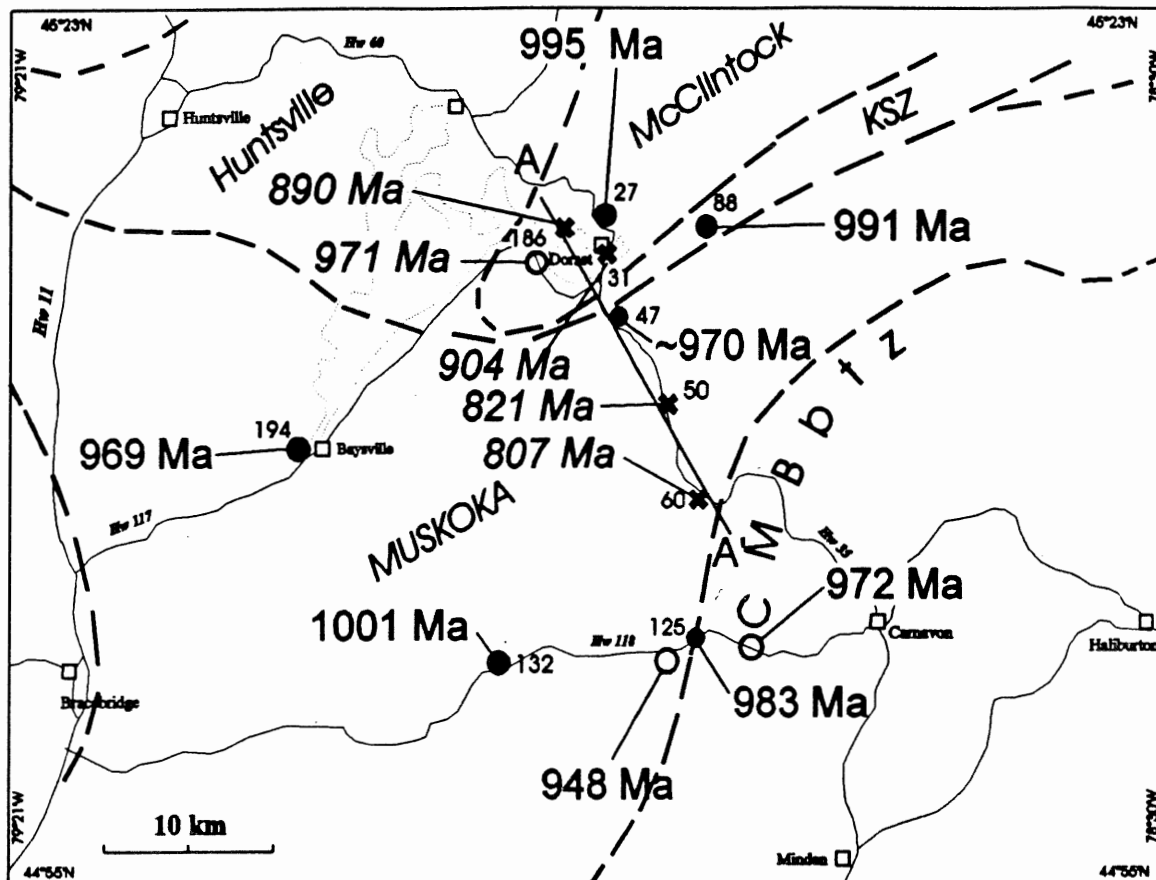 45°23'N
45°23'N
79°21'W
78°30'W
Hw 60
995 Ma
McClintock
KSZ
Huntsville
Huntsville
A
890 Ma
27
88
991 Ma
186
971 Ma
Dorset
31
Hw 11
47
~970 Ma
904 Ma
821 Ma
50
M B b t z
C
194
969 Ma
Baysville
807 Ma
60
Hw 117
MUSKOKA
A
Hw 35
972 Ma
1001 Ma
125
Hw 118
132
Carnavon
Haliburton
Bracebridge
983 Ma
948 Ma
10 km
79°21'W
78°30'W
Minden
44°55'N
44°55'N